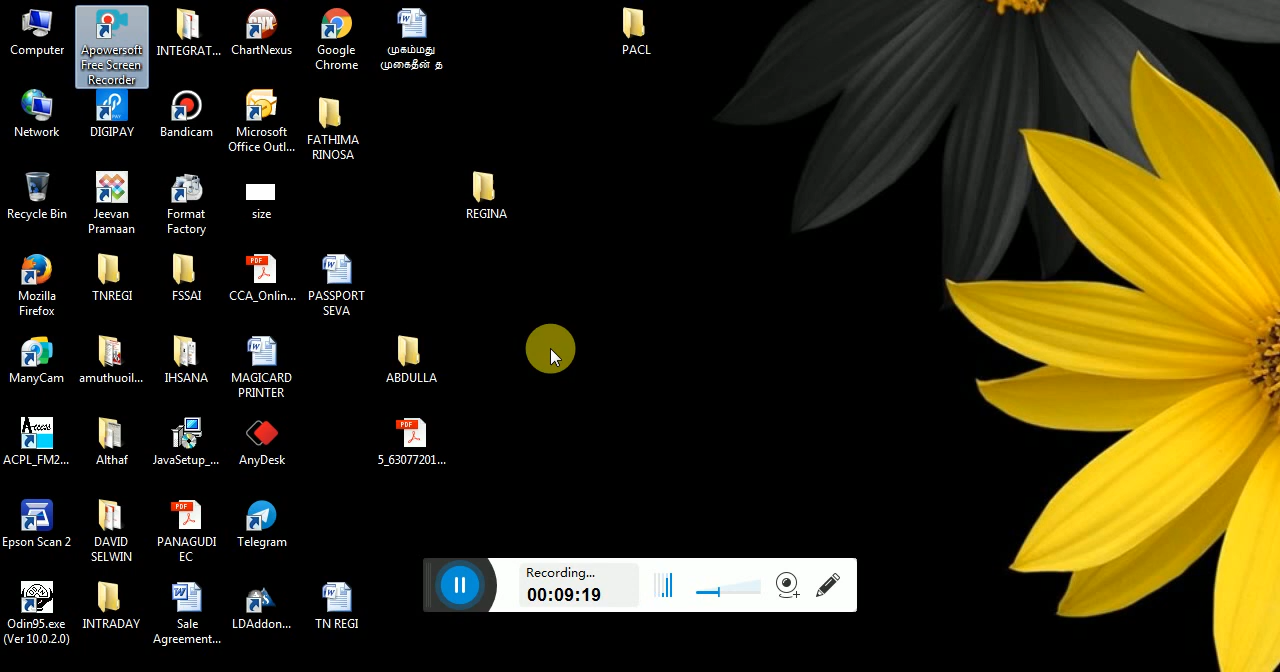 Computer
Apowersoft
Free Screen
Recorder
INTEGRAT...
ChartNexus
Google
Chrome
முகம்மது
முகைதீன் த
PACL
Network
DIGIPAY
Bandicam
Microsoft
Office Outl...
FATHIMA
RINOSA
Recycle Bin
Jeevan
Pramaan
Format
Factory
size
REGINA
Mozilla
Firefox
TNREGI
FSSAI
CCA_Onlin...
PASSPORT
SEVA
ManyCam
amuthuoil...
IHSANA
MAGICARD
PRINTER
ABDULLA
ACPL_FM2...
Althaf
JavaSetup_...
AnyDesk
5_63077201...
Epson Scan 2
DAVID
SELWIN
PANAGUDI
EC
Telegram
Odin95.exe
(Ver 10.0.2.0)
INTRADAY
Sale
Agreement...
LDAddon...
TN REGI
Recording...
00:09:19